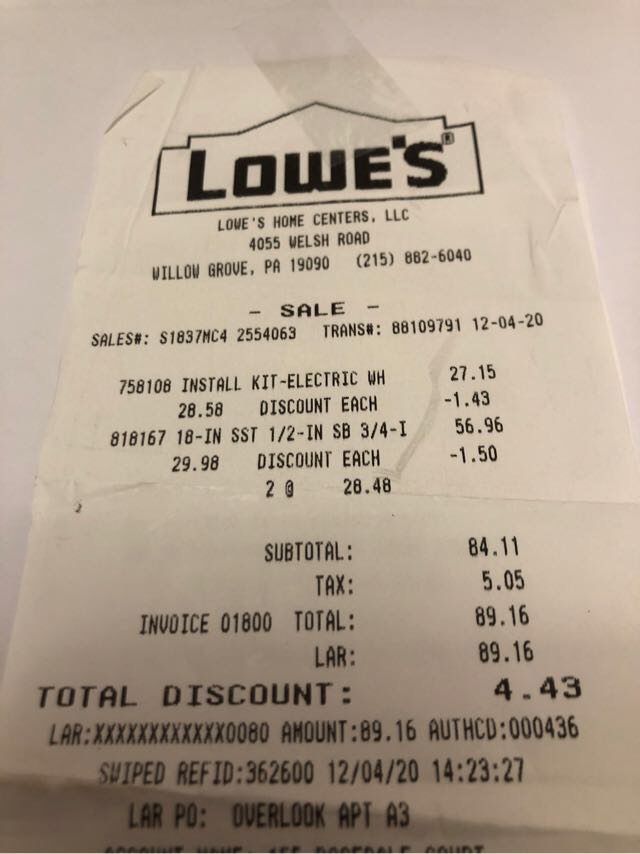 LOWE'S®
LOWE'S HOME CENTERS, LLC
4055 WELSH ROAD
WILLOW GROVE, PA 19090 (215) 882-6040
- SALE -
SALES#: S1837MC4 2554063 TRANS#: 88109791 12-04-20
758108 INSTALL KIT-ELECTRIC WH 27.15
28.58 DISCOUNT EACH -1.43
818167 18-IN SST 1/2-IN SB 3/4-I 56.96
29.98 DISCOUNT EACH -1.50
2 @ 28.48
SUBTOTAL: 84.11
TAX: 5.05
INVOICE 01800 TOTAL: 89.16
LAR: 89.16
TOTAL DISCOUNT: 4.43
LAR:XXXXXXXXXXXX0080 AMOUNT:89.16 AUTHCD:000436
SWIPED REFID:362600 12/04/20 14:23:27
LAR PO: OVERLOOK APT A3